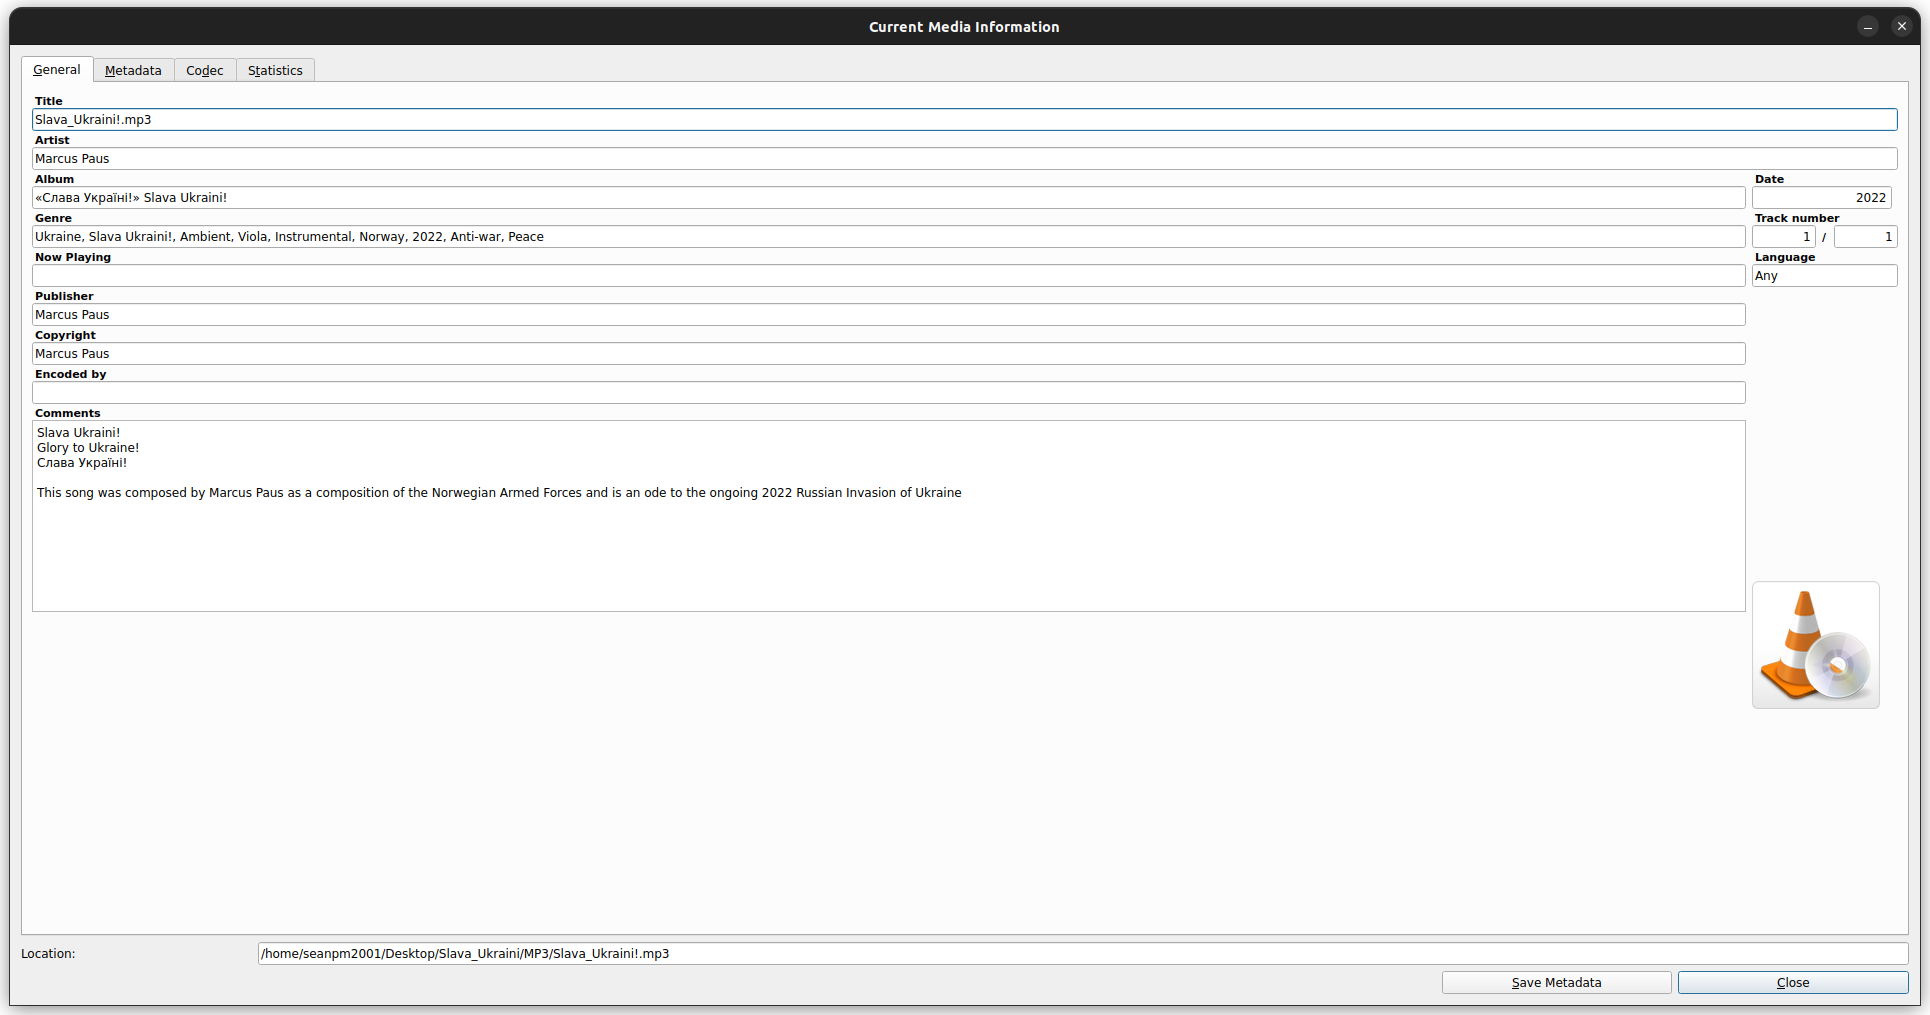 Current Media Information
General
Metadata
Codec
Statistics
Title
Slava_Ukraini!.mp3
Artist
Marcus Paus
Album
Date
«Слава Україні!» Slava Ukraini!
2022
Genre
Track number
Ukraine, Slava Ukraini!, Ambient, Viola, Instrumental, Norway, 2022, Anti-war, Peace
1 / 1
Now Playing
Language
Any
Publisher
Marcus Paus
Copyright
Marcus Paus
Encoded by
Comments
Slava Ukraini!
Glory to Ukraine!
Слава Україні!
This song was composed by Marcus Paus as a composition of the Norwegian Armed Forces and is an ode to the ongoing 2022 Russian Invasion of Ukraine
Location:
/home/seanpm2001/Desktop/Slava_Ukraini/MP3/Slava_Ukraini!.mp3
Save Metadata
Close